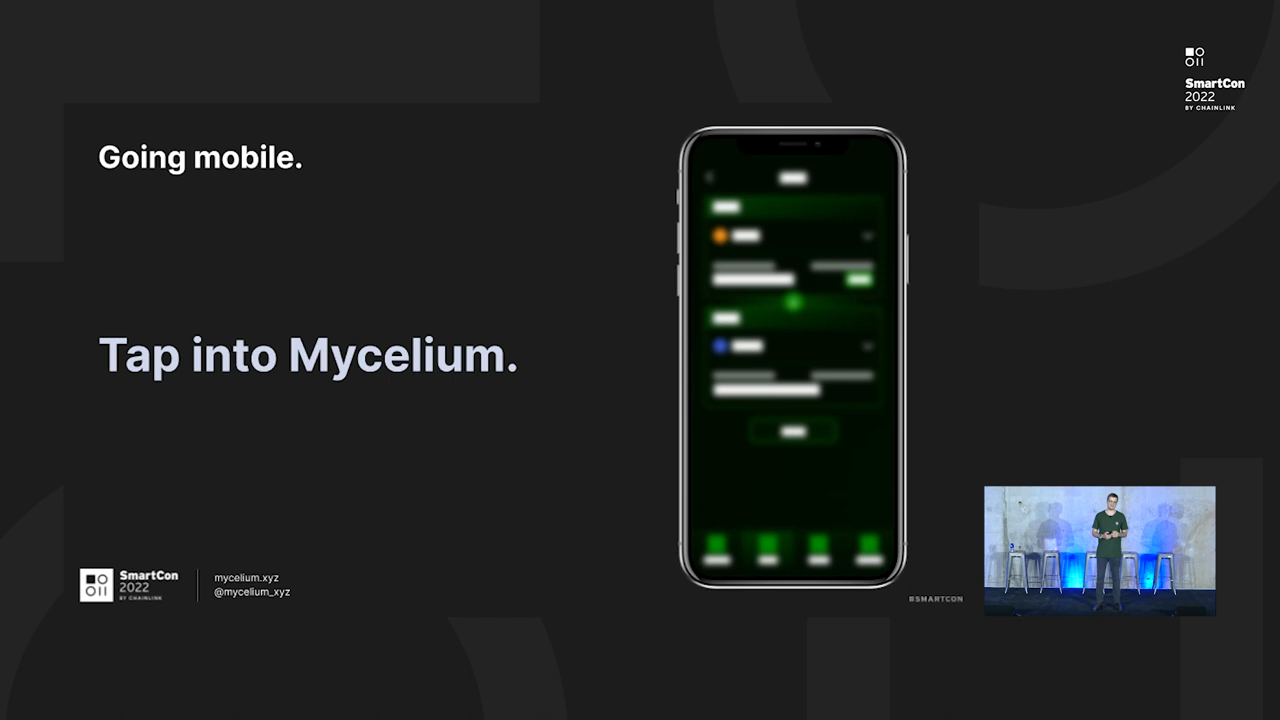 SmartCon
2022
BY CHAINLINK
Going mobile.
Tap into Mycelium.
SmartCon
2022
BY CHAINLINK
mycelium.xyz
@mycelium_xyz
#SMARTCON